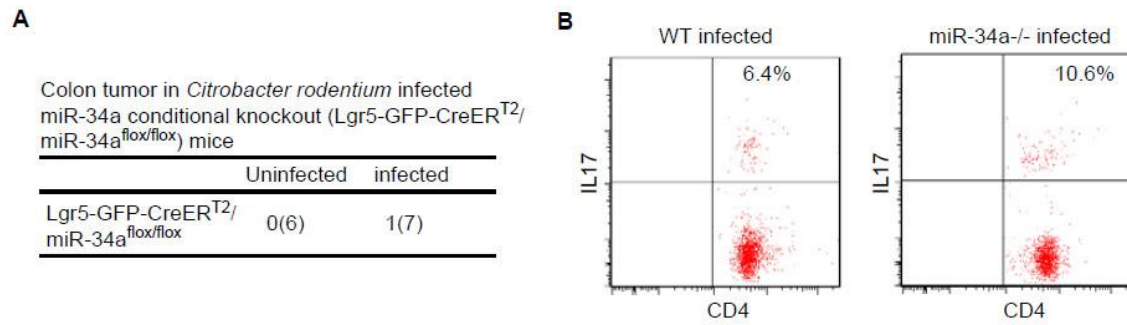 A
Colon tumor in Citrobacter rodentium infected
miR-34a conditional knockout (Lgr5-GFP-CreERT2/
miR-34aflox/flox) mice
Uninfected infected
Lgr5-GFP-CreERT2/
miR-34aflox/flox
0(6) 1(7)
B
WT infected
6.4%
IL17
CD4
miR-34a-/- infected
10.6%
IL17
CD4